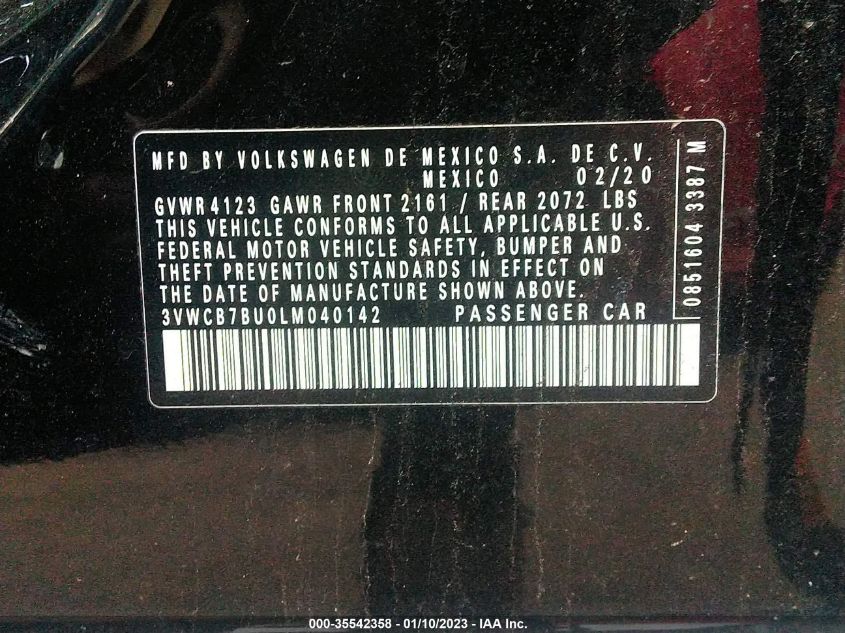 MFD BY VOLKSWAGEN DE MEXICO S.A. DE C.V.
MEXICO 02/20
GVWR 4123 GAWR FRONT 2161 / REAR 2072 LBS
THIS VEHICLE CONFORMS TO ALL APPLICABLE U.S.
FEDERAL MOTOR VEHICLE SAFETY, BUMPER AND
THEFT PREVENTION STANDARDS IN EFFECT ON
THE DATE OF MANUFACTURE SHOWN ABOVE.
3VWCB7BU0LM040142 PASSENGER CAR
0851604 3387 M
000-35542358 - 01/10/2023 - IAA Inc.